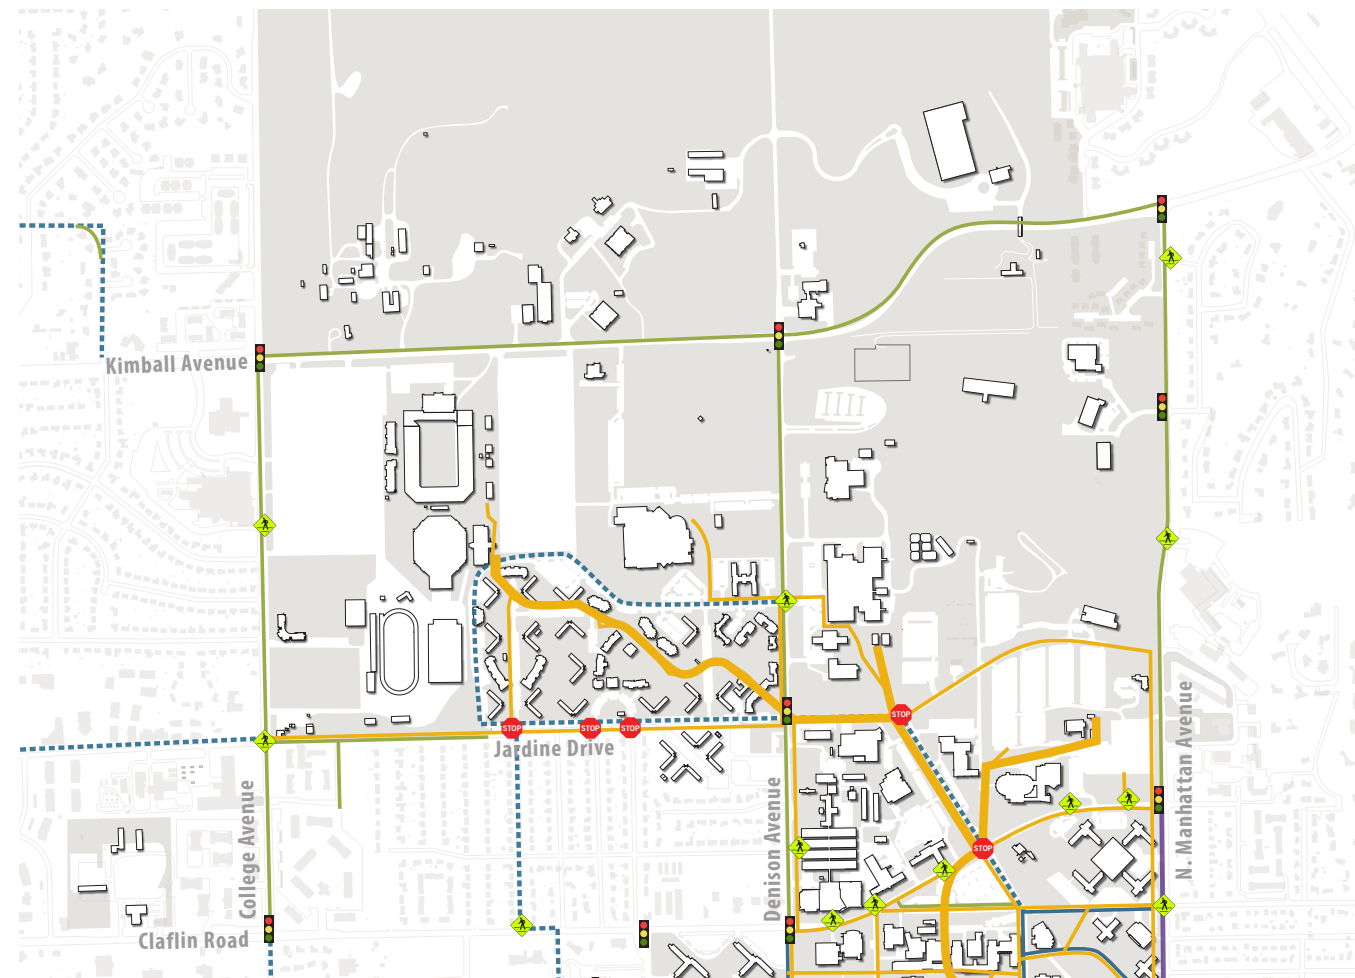 Kimball Avenue
STOP
STOP
STOP
STOP
Jardine Drive
N. Manhattan Avenue
College Avenue
Denison Avenue
STOP
Claflin Road